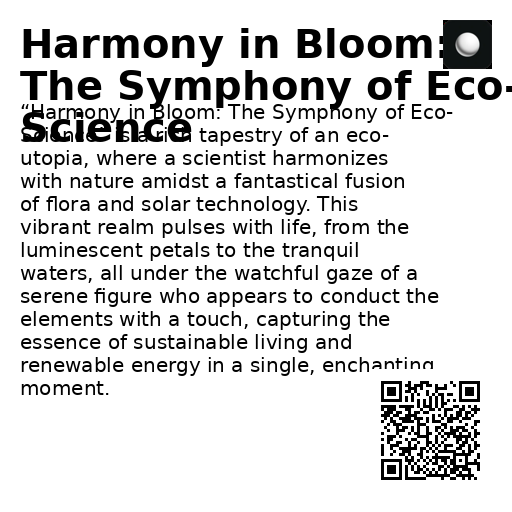 Harmony in Bloom:
The Symphony of Eco-
Science
“Harmony in Bloom: The Symphony of Eco-
Science” is a rich tapestry of an eco-
utopia, where a scientist harmonizes
with nature amidst a fantastical fusion
of flora and solar technology. This
vibrant realm pulses with life, from the
luminescent petals to the tranquil
waters, all under the watchful gaze of a
serene figure who appears to conduct the
elements with a touch, capturing the
essence of sustainable living and
renewable energy in a single, enchanting
moment.